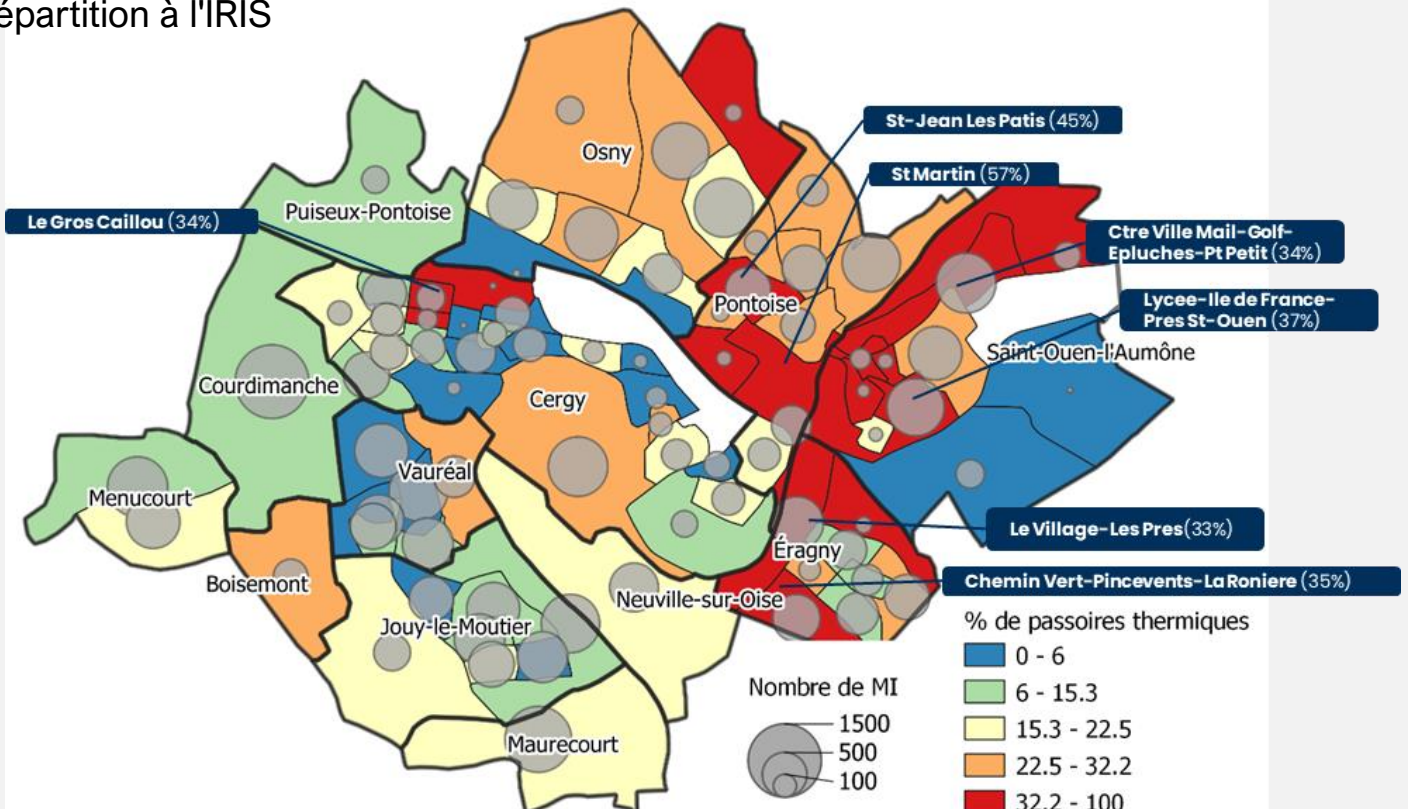 épartition à l'IRIS
St-Jean Les Patis (45%)
Osny
St Martin (57%)
Puiseux-Pontoise
Le Gros Caillou (34%)
Ctre Ville Mail-Golf-
Epluches-Pt Petit (34%)
Pontoise
Lycee-Ile de France-
Pres St-Ouen (37%)
Saint-Ouen-l'Aumône
Courdimanche
Cergy
Vauréal
Menucourt
Le Village-Les Pres(33%)
Éragny
Boisemont
Chemin Vert-Pincevents-La Roniere (35%)
Neuville-sur-Oise
Jouy-le-Moutier
Maurecourt
Nombre de MI
1500
500
100
% de passoires thermiques
0 - 6
6 - 15.3
15.3 - 22.5
22.5 - 32.2
32.2 - 100